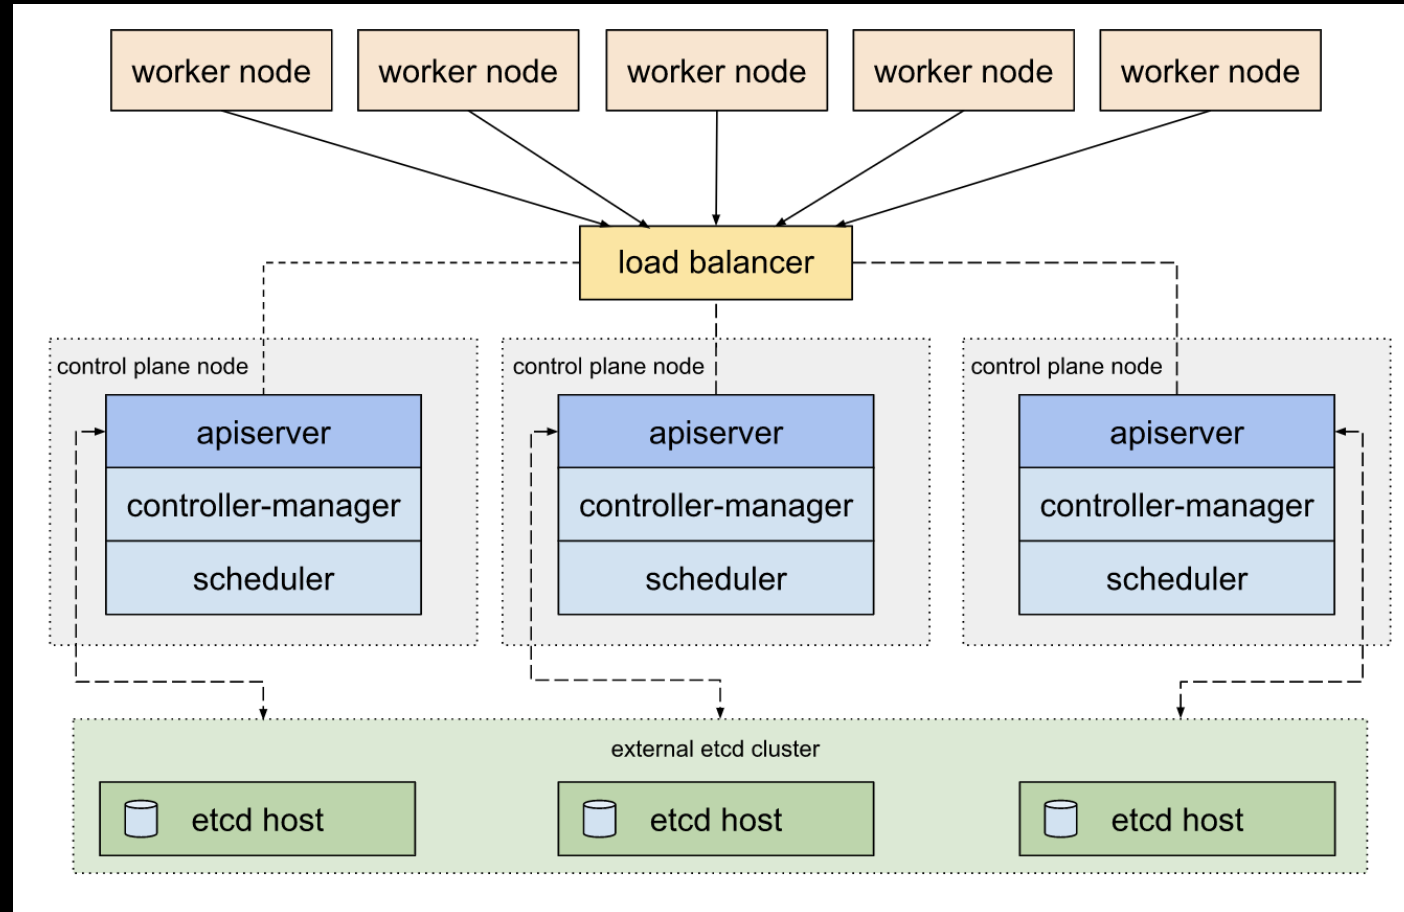 worker node
worker node
worker node
worker node
worker node
load balancer
control plane node
control plane node
control plane node
apiserver
apiserver
apiserver
controller-manager
controller-manager
controller-manager
scheduler
scheduler
scheduler
external etcd cluster
etcd host
etcd host
etcd host